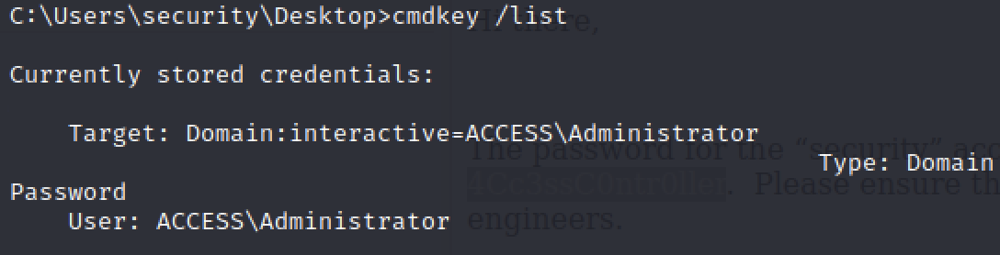 C:\Users\security\Desktop>cmdkey /list
Hi there,
Currently stored credentials:
Target: Domain:interactive=ACCESS\Administrator
The password for the “security” acc
Type: Domain
Password
4Cc3ssC0ntr0ller. Please ensure th
User: ACCESS\Administrator
engineers.